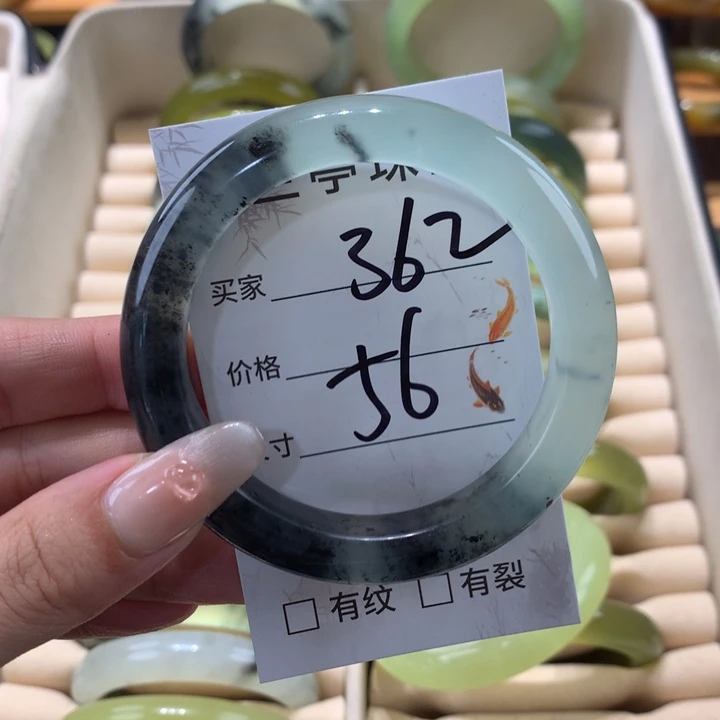 买家 362
价格 56
寸
□ 有纹 □ 有裂